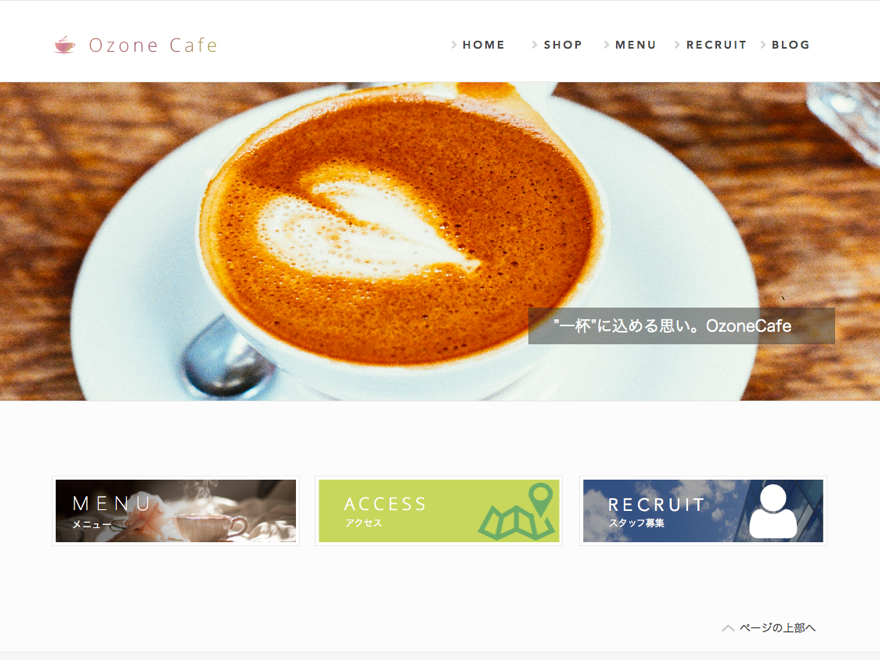 Ozone Cafe
HOME
SHOP
MENU
RECRUIT
BLOG
"一杯"に込める思い。OzoneCafe
MENU
メニュー
ACCESS
アクセス
RECRUIT
スタッフ募集
ページの上部へ